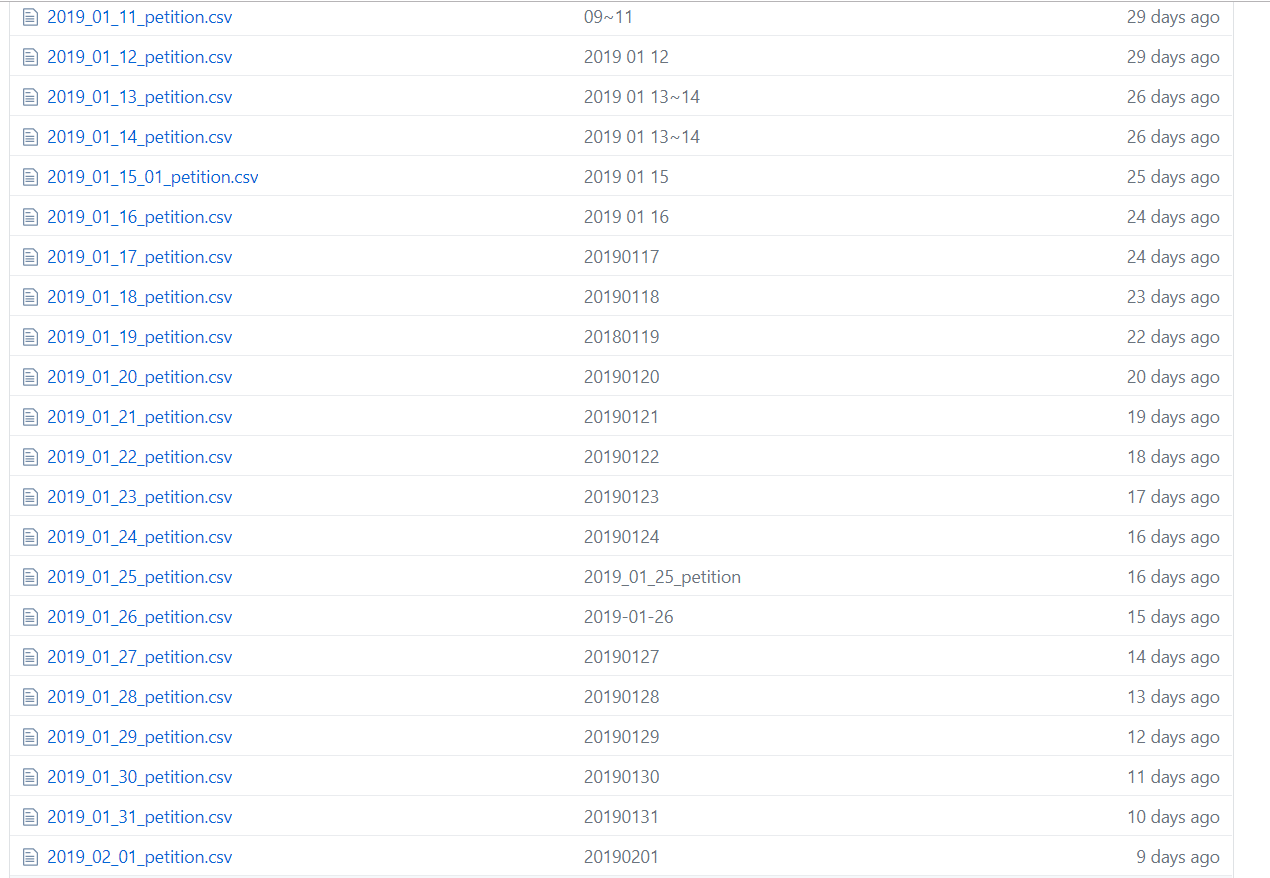 2019_01_11_petition.csv 09~11 29 days ago
2019_01_12_petition.csv 2019 01 12 29 days ago
2019_01_13_petition.csv 2019 01 13~14 26 days ago
2019_01_14_petition.csv 2019 01 13~14 26 days ago
2019_01_15_01_petition.csv 2019 01 15 25 days ago
2019_01_16_petition.csv 2019 01 16 24 days ago
2019_01_17_petition.csv 20190117 24 days ago
2019_01_18_petition.csv 20190118 23 days ago
2019_01_19_petition.csv 20180119 22 days ago
2019_01_20_petition.csv 20190120 20 days ago
2019_01_21_petition.csv 20190121 19 days ago
2019_01_22_petition.csv 20190122 18 days ago
2019_01_23_petition.csv 20190123 17 days ago
2019_01_24_petition.csv 20190124 16 days ago
2019_01_25_petition.csv 2019_01_25_petition 16 days ago
2019_01_26_petition.csv 2019-01-26 15 days ago
2019_01_27_petition.csv 20190127 14 days ago
2019_01_28_petition.csv 20190128 13 days ago
2019_01_29_petition.csv 20190129 12 days ago
2019_01_30_petition.csv 20190130 11 days ago
2019_01_31_petition.csv 20190131 10 days ago
2019_02_01_petition.csv 20190201 9 days ago